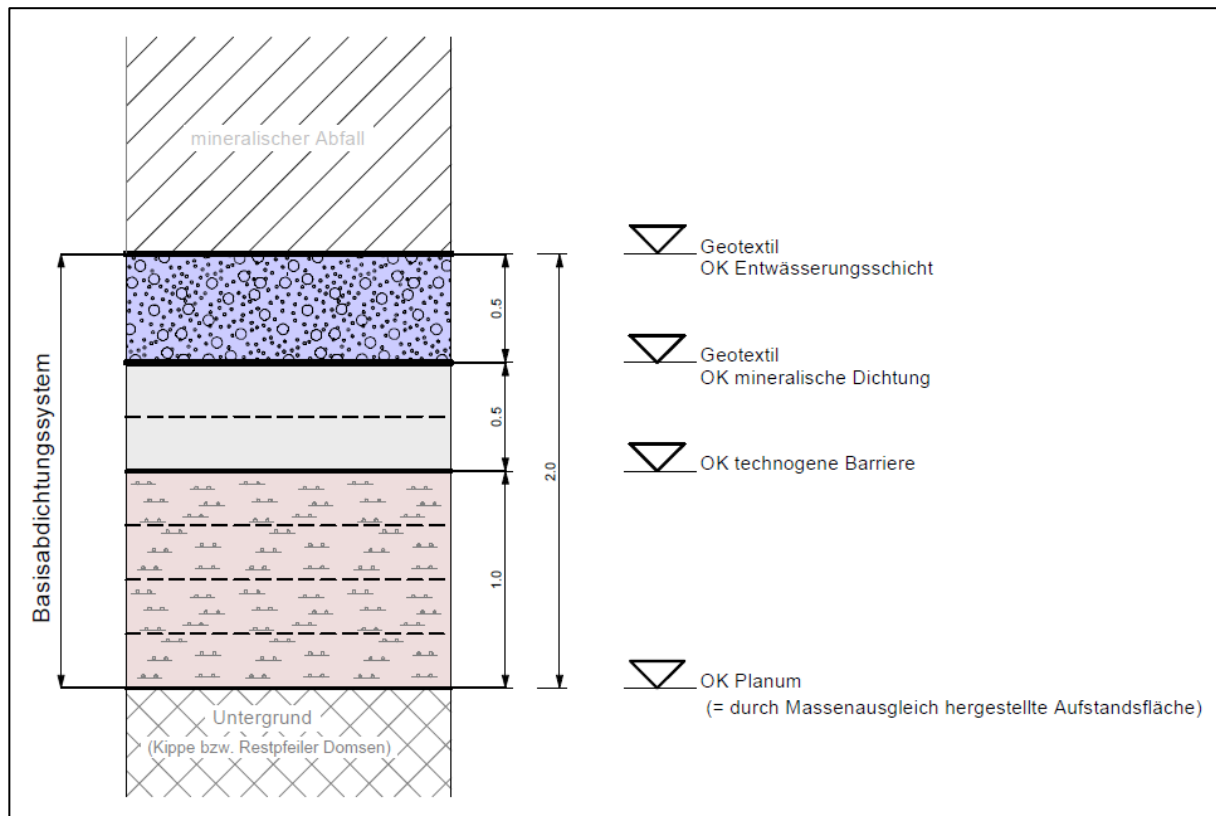 mineralischer Abfall
Geotextil
OK Entwässerungsschicht
0.5
Geotextil
OK mineralische Dichtung
0.5
Basisabdichtungssystem
2.0
OK technogene Barriere
1.0
OK Planum
(= durch Massenausgleich hergestellte Aufstandsfläche)
Untergrund
(Kippe bzw. Restpfeiler Domsen)